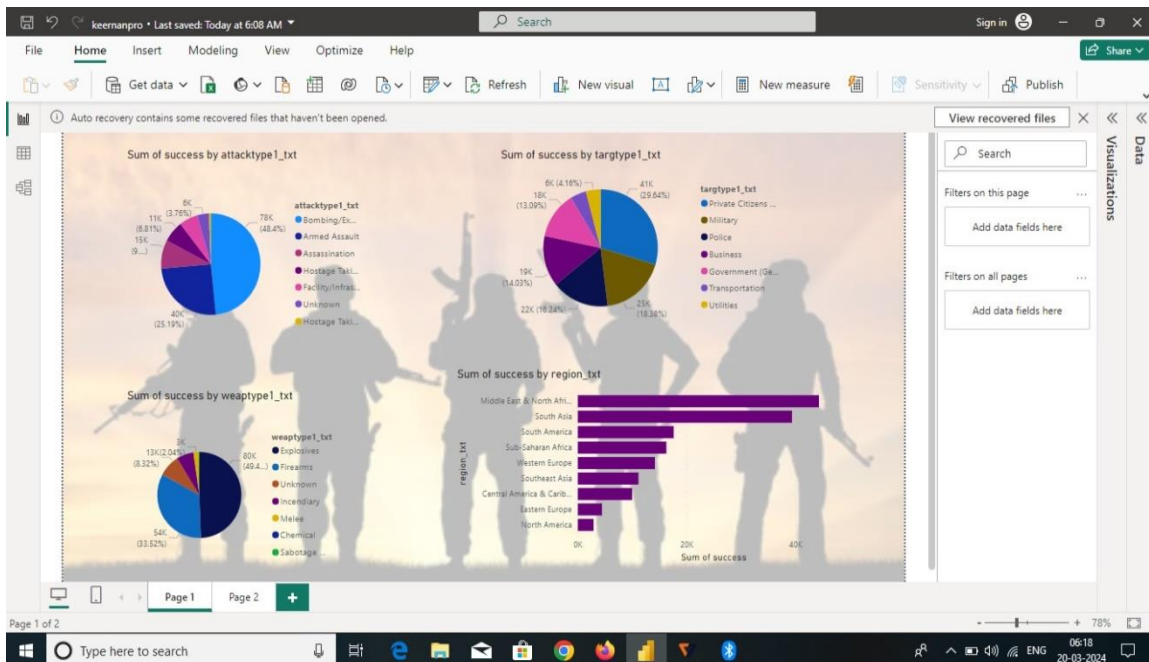 keernanpro • Last saved: Today at 6:08 AM
Search
Sign in
File Home Insert Modeling View Optimize Help
Share
Get data
Refresh
New visual
New measure
Sensitivity
Publish
Auto recovery contains some recovered files that haven't been opened.
View recovered files
Sum of success by attacktype1_txt
6K
(3.76%)
11K
(6.81%)
15K
(9....)
78K
(48.4%)
40K
(25.19%)
attacktype1_txt
Bombing/Ex...
Armed Assault
Assassination
Hostage Taki...
Facility/Infras...
Unknown
Hostage Taki...
Sum of success by targtype1_txt
6K (4.16%)
18K
(13.09%)
41K
(29.64%)
19K
(14.03%)
22K (16.24%)
25K
(18.38%)
targtype1_txt
Private Citizens ...
Military
Police
Business
Government (Ge...
Transportation
Utilities
Sum of success by weaptype1_txt
3K
13K (2.04%)
(8.32%)
80K
(49.4...)
54K
(33.52%)
weaptype1_txt
Explosives
Firearms
Unknown
Incendiary
Melee
Chemical
Sabotage ...
Sum of success by region_txt
region_txt
Middle East & North Afri...
South Asia
South America
Sub-Saharan Africa
Western Europe
Southeast Asia
Central America & Carib...
Eastern Europe
North America
0K 20K 40K
Sum of success
Search
Filters on this page
...
Add data fields here
Filters on all pages
...
Add data fields here
Visualizations
Data
Page 1
Page 2
Page 1 of 2
78%
Type here to search
ENG
06:18
20-03-2024